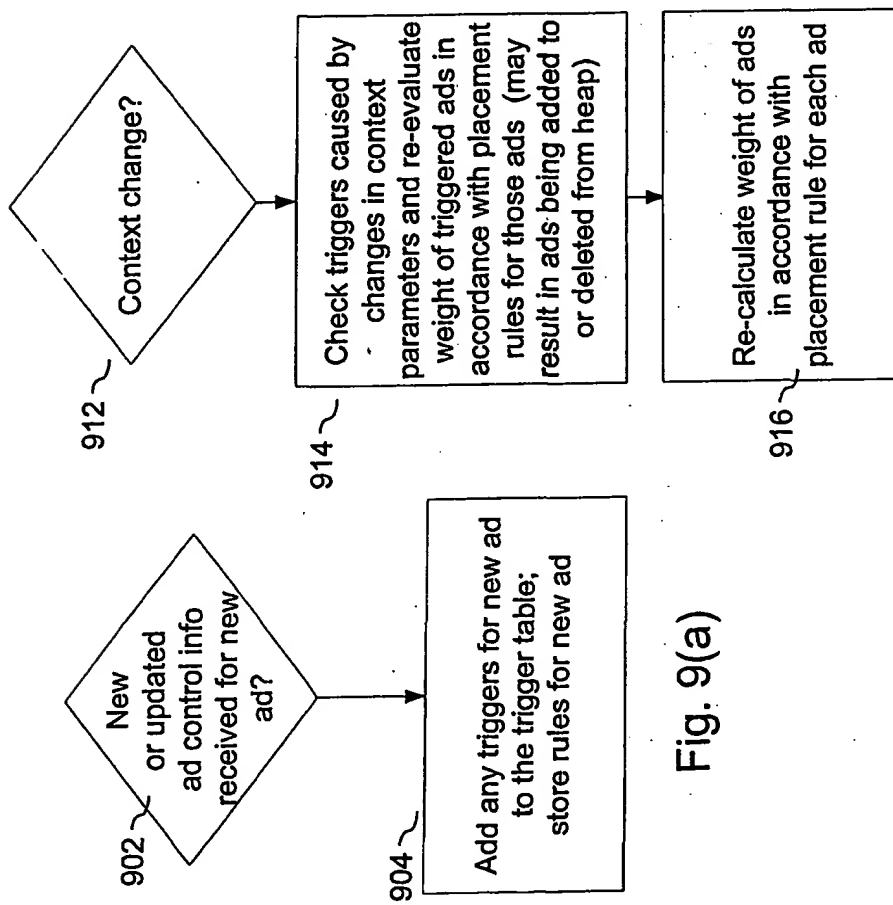 902
New
or updated
ad control info
received for new
ad?
904
Add any triggers for new ad
to the trigger table;
store rules for new ad
912
Context change?
914
Check triggers caused by
changes in context
parameters and re-evaluate
weight of triggered ads in
accordance with placement
rules for those ads (may
result in ads being added to
or deleted from heap)
916
Re-calculate weight of ads
in accordance with
placement rule for each ad
Fig. 9(a)